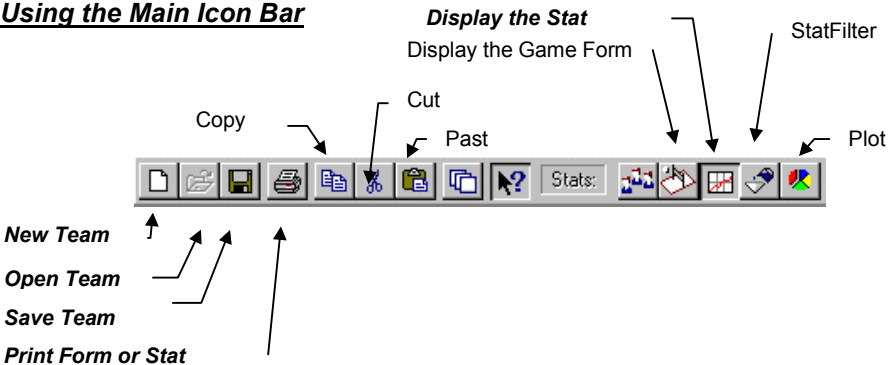 Using the Main Icon Bar
Display the Stat
StatFilter
Display the Game Form
Cut
Copy
Past
Plot
Stats:
New Team
Open Team
Save Team
Print Form or Stat